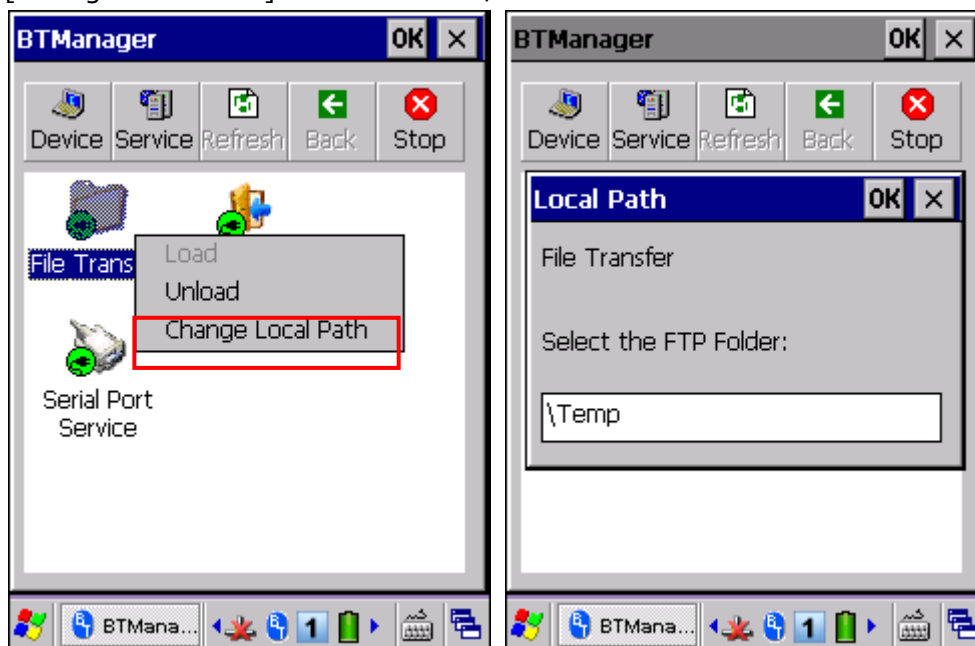 BTManager OK
Device Service Refresh Back Stop
File Trans
Load
Unload
Change Local Path
Serial Port
Service
BTMana... 1
BTManager OK
Device Service Refresh Back Stop
Local Path OK
File Transfer
Select the FTP Folder:
\Temp
BTMana... 1